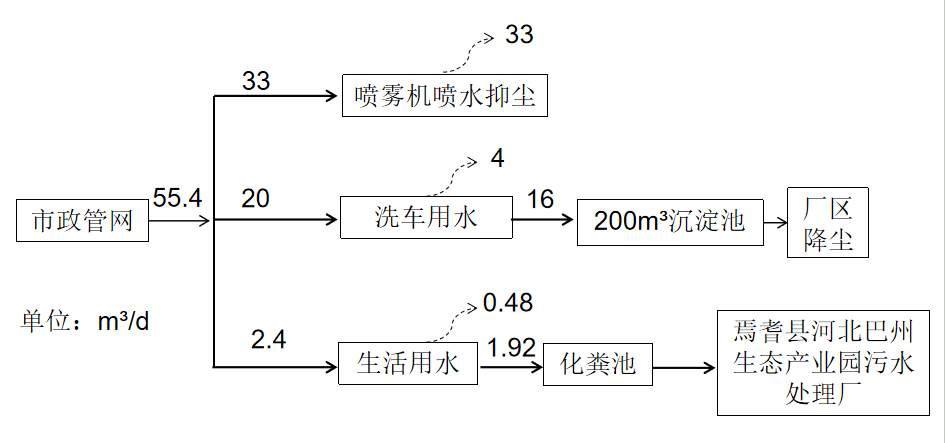 33
33
喷雾机喷水抑尘
4
55.4
20
16
市政管网
洗车用水
200m³沉淀池
厂区
降尘
单位：m³/d
0.48
2.4
1.92
生活用水
化粪池
焉耆县河北巴州
生态产业园污水
处理厂